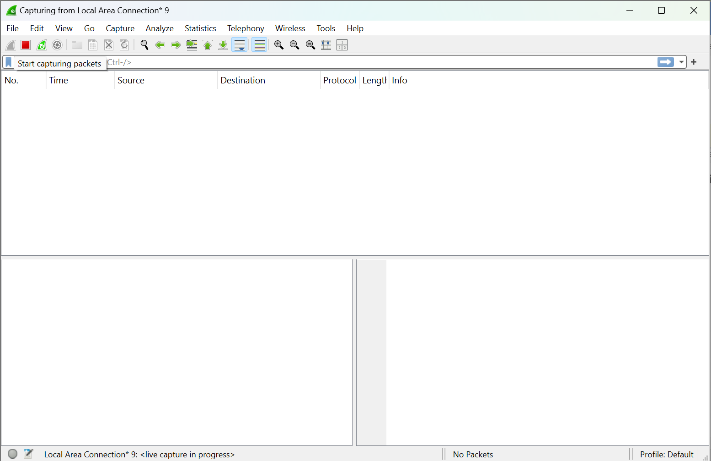 Capturing from Local Area Connection* 9
File Edit View Go Capture Analyze Statistics Telephony Wireless Tools Help
Start capturing packets Ctrl-/>
No. Time Source Destination Protocol Length Info
Local Area Connection* 9: <live capture in progress> No Packets Profile: Default